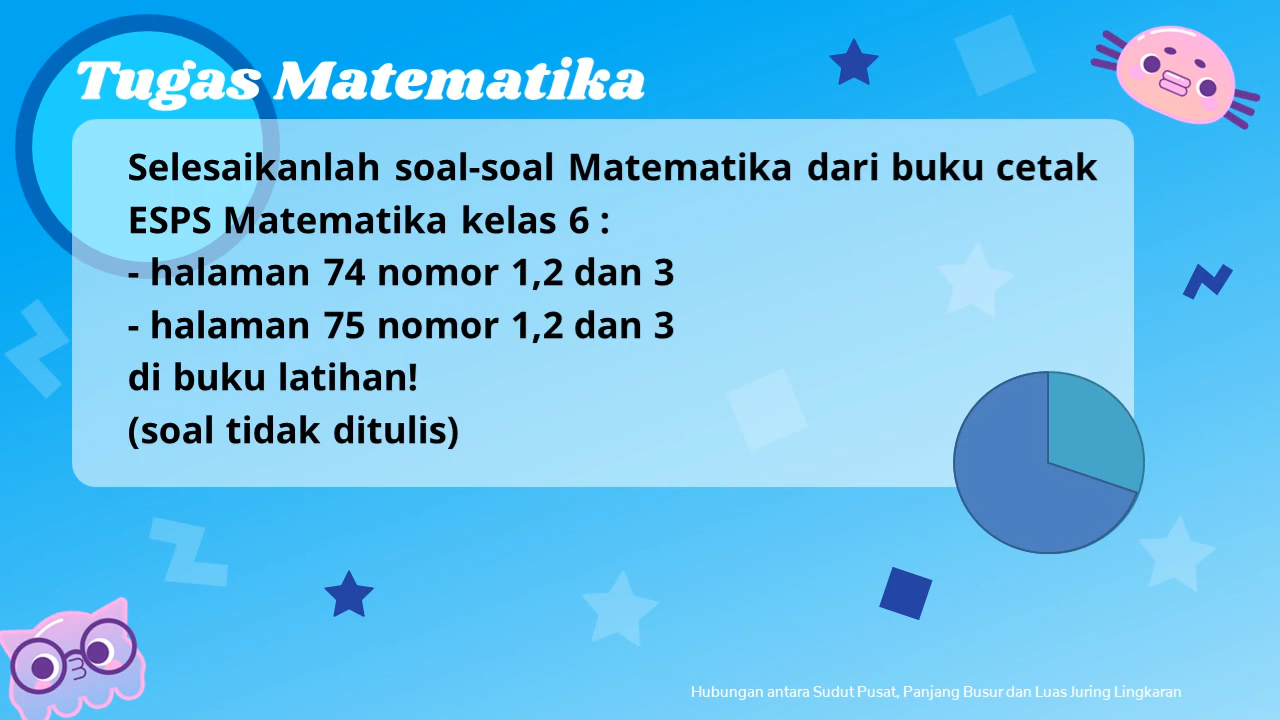 Tugas Matematika
Selesaikanlah soal-soal Matematika dari buku cetak
ESPS Matematika kelas 6 :
- halaman 74 nomor 1,2 dan 3
- halaman 75 nomor 1,2 dan 3
di buku latihan!
(soal tidak ditulis)
Hubungan antara Sudut Pusat, Panjang Busur dan Luas Juring Lingkaran